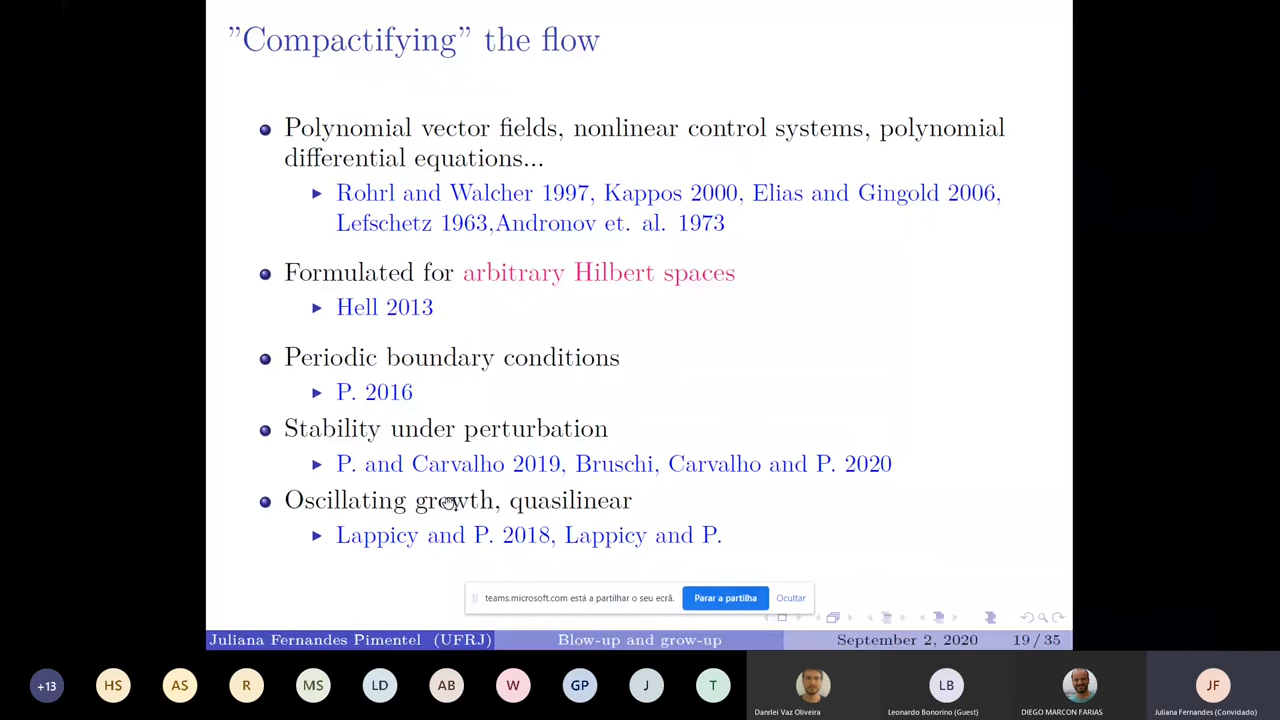 ”Compactifying” the flow
Polynomial vector fields, nonlinear control systems, polynomial
differential equations...
Rohrl and Walcher 1997, Kappos 2000, Elias and Gingold 2006,
Lefschetz 1963,Andronov et. al. 1973
Formulated for arbitrary Hilbert spaces
Hell 2013
Periodic boundary conditions
P. 2016
Stability under perturbation
P. and Carvalho 2019, Bruschi, Carvalho and P. 2020
Oscillating growth, quasilinear
Lappicy and P. 2018, Lappicy and P.
teams.microsoft.com está a partilhar o seu ecrã. Parar a partilha Ocultar
Juliana Fernandes Pimentel (UFRJ) Blow-up and grow-up September 2, 2020 19 / 35
+13 HS AS R MS LD AB W GP J T LB JF
Danrlei Vaz Oliveira Leonardo Bonorino (Guest) DIEGO MARCON FARIAS Juliana Fernandes (Convidado)